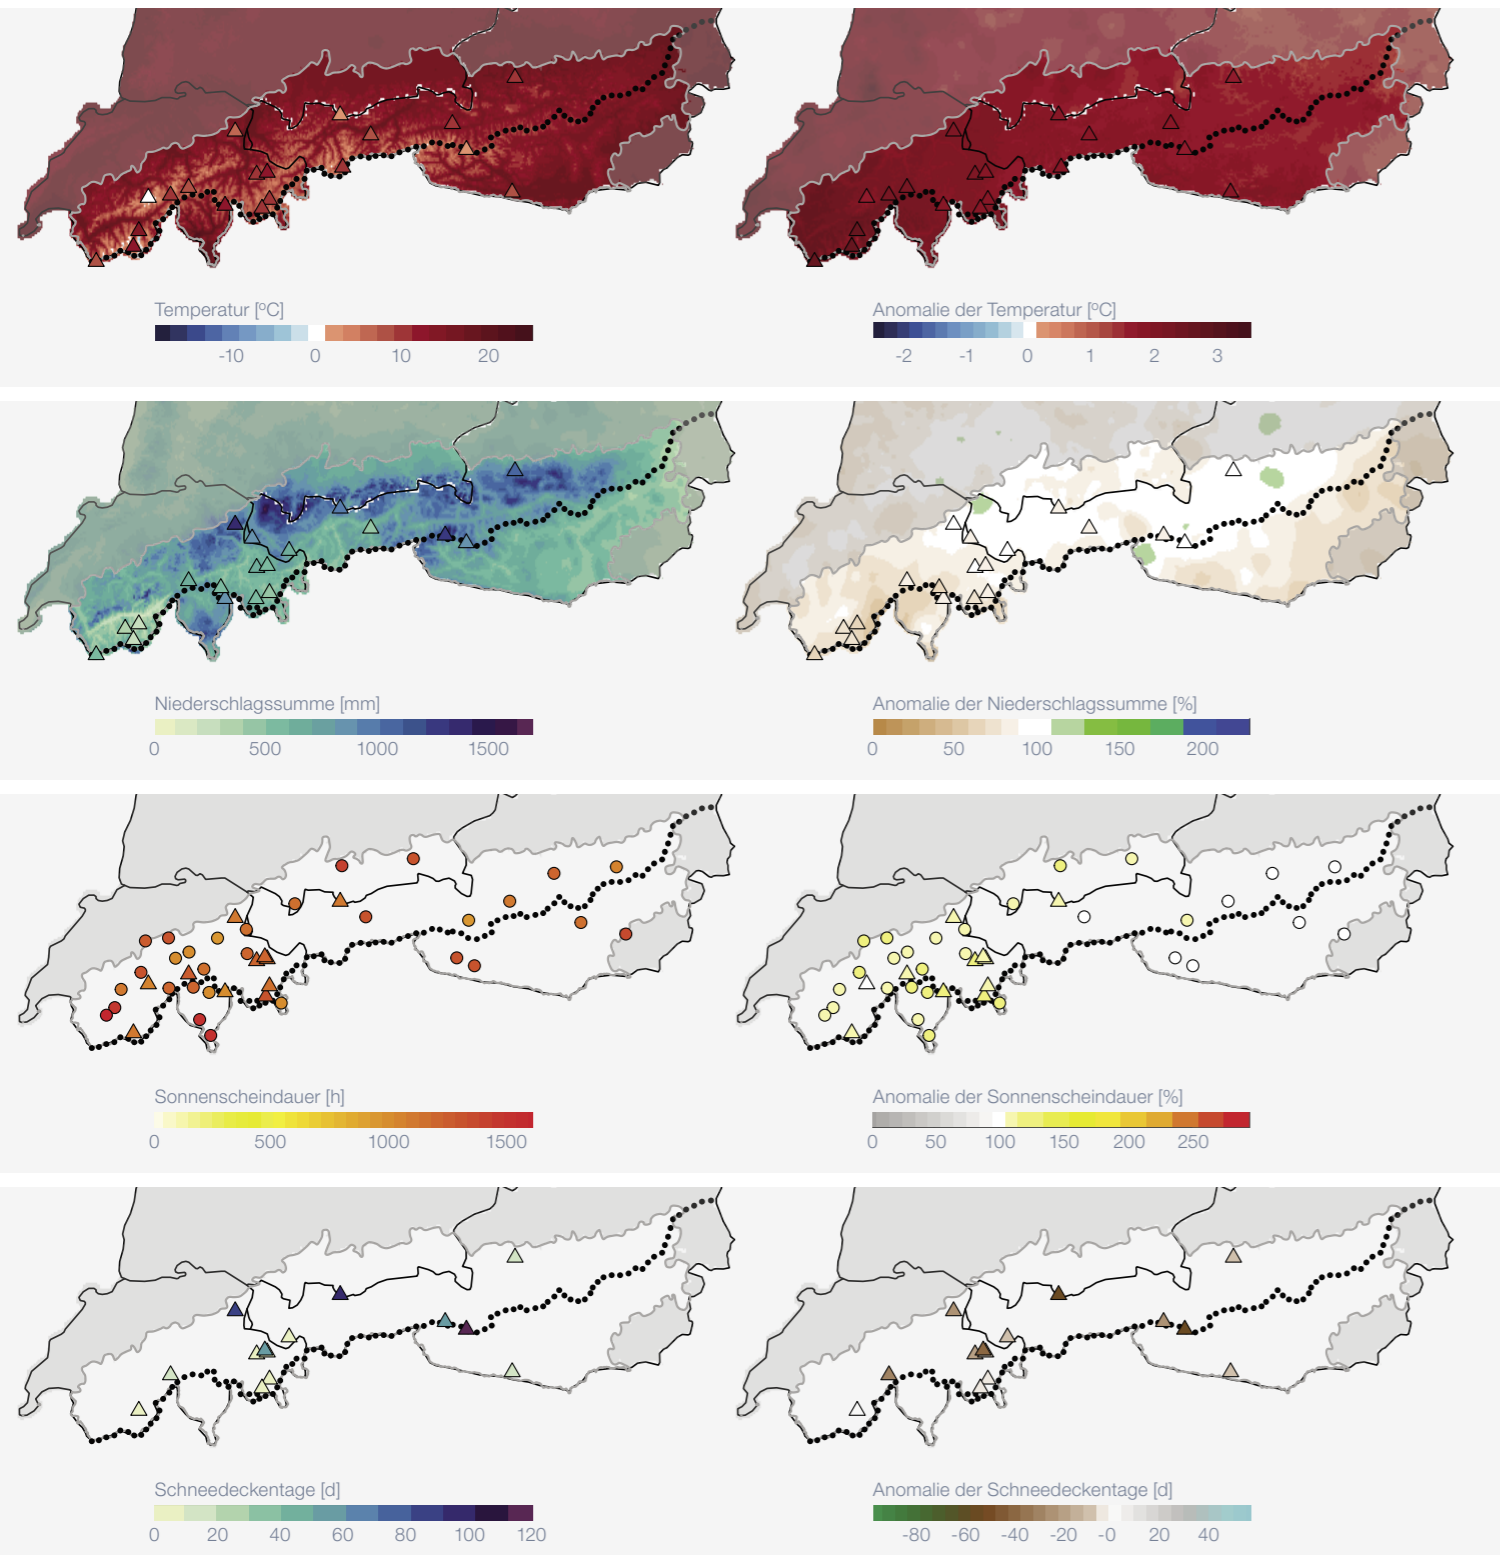 Temperatur [ºC]
-10 0 10 20
Anomalie der Temperatur [ºC]
-2 -1 0 1 2 3
Niederschlagssumme [mm]
0 500 1000 1500
Anomalie der Niederschlagssumme [%]
0 50 100 150 200
Sonnenscheindauer [h]
0 500 1000 1500
Anomalie der Sonnenscheindauer [%]
0 50 100 150 200 250
Schneedeckentage [d]
0 20 40 60 80 100 120
Anomalie der Schneedeckentage [d]
-80 -60 -40 -20 -0 20 40